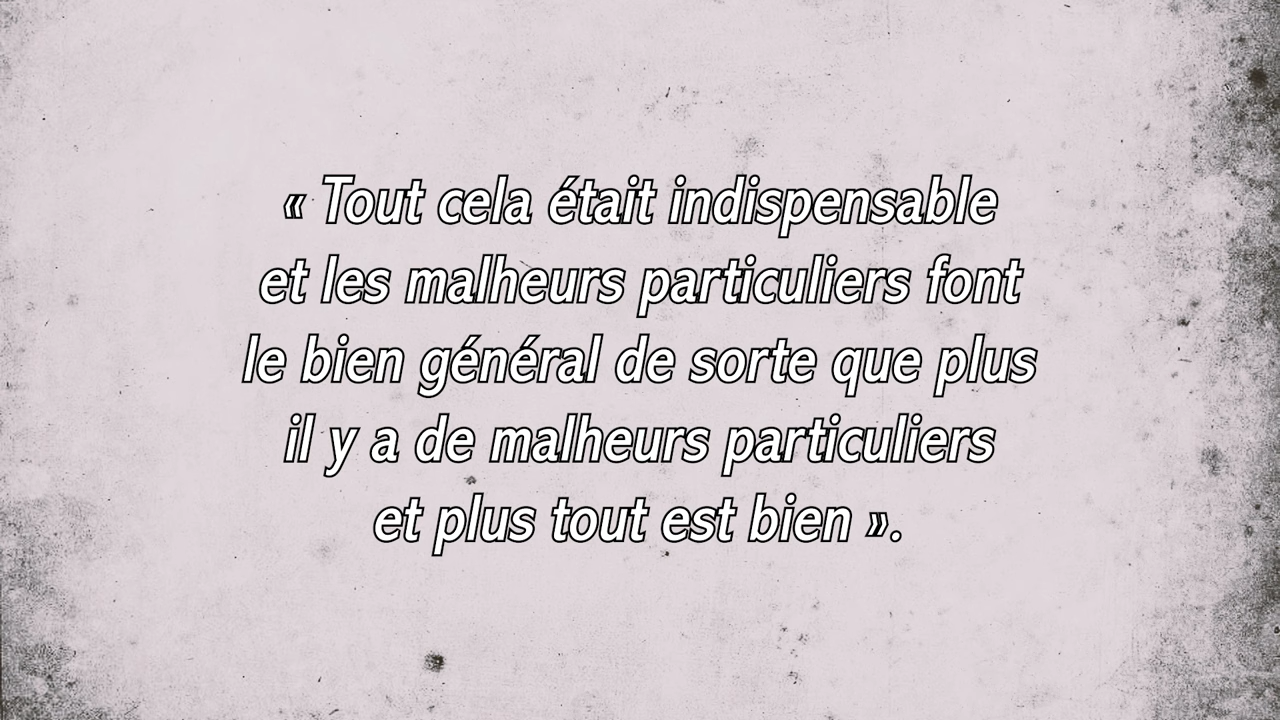 « Tout cela était indispensable
et les malheurs particuliers font
le bien général de sorte que plus
il y a de malheurs particuliers
et plus tout est bien ».